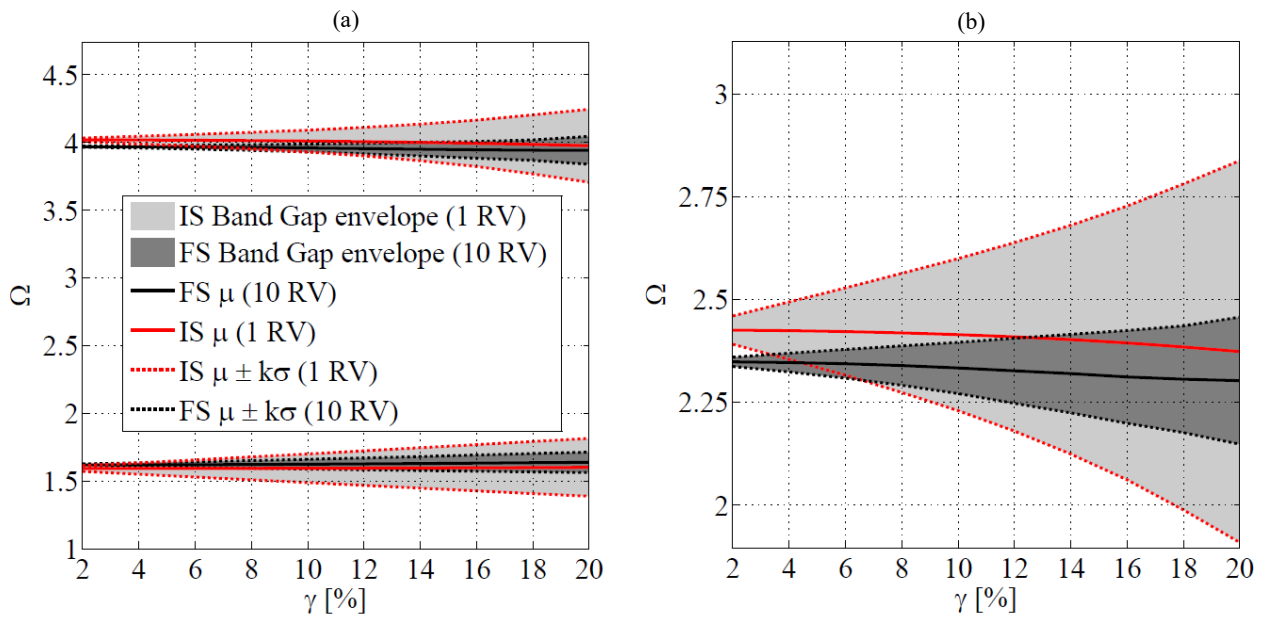 (a)
4.5
4
3.5
3
2.5
2
1.5
1
Ω
IS Band Gap envelope (1 RV)
FS Band Gap envelope (10 RV)
FS μ (10 RV)
IS μ (1 RV)
IS μ ± kσ (1 RV)
FS μ ± kσ (10 RV)
2 4 6 8 10 12 14 16 18 20
γ [%]
(b)
3
2.75
2.5
2.25
2
Ω
2 4 6 8 10 12 14 16 18 20
γ [%]